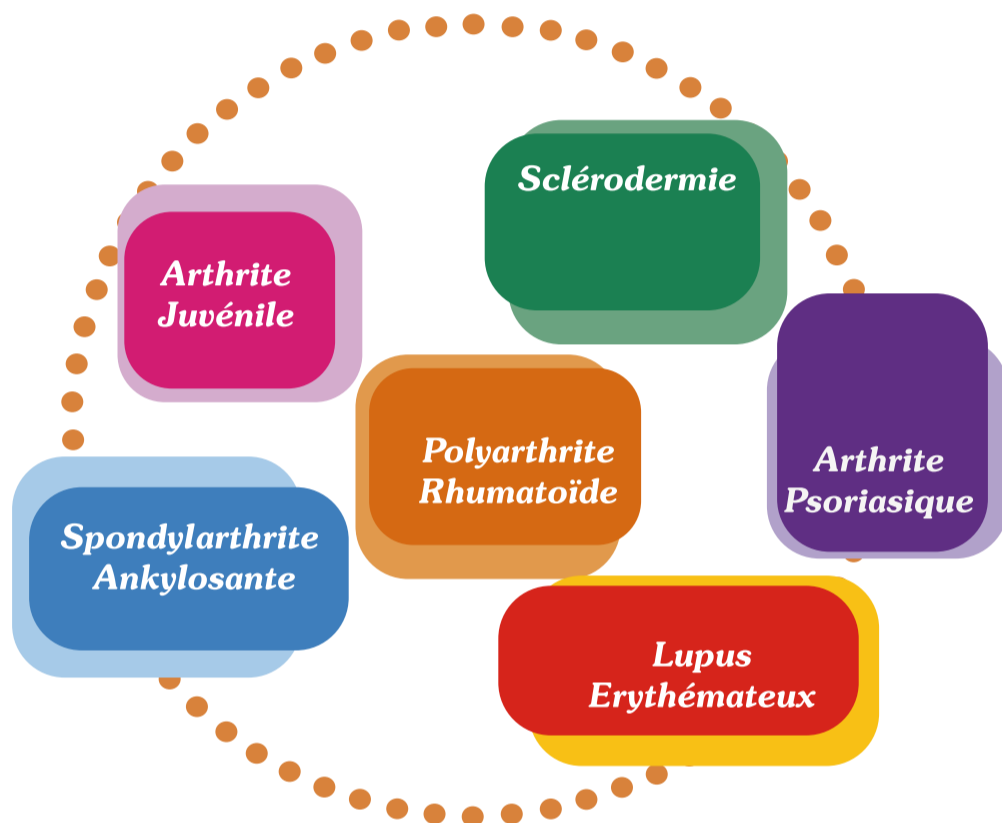 Sclérodermie
Arthrite
Juvénile
Polyarthrite
Rhumatoïde
Arthrite
Psoriasique
Spondylarthrite
Ankylosante
Lupus
Erythémateux